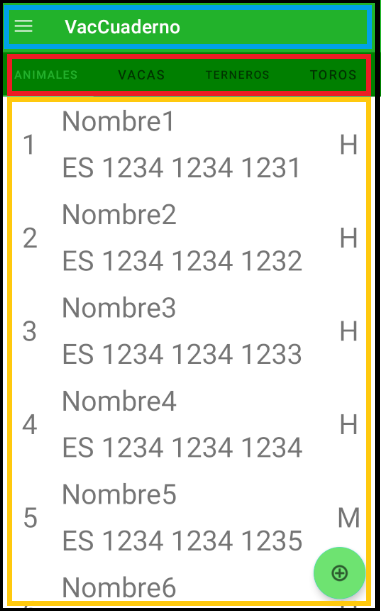 VacCuaderno
ANIMALES VACAS TERNEROS TOROS
Nombre1
1 H
ES 1234 1234 1231
Nombre2
2 H
ES 1234 1234 1232
Nombre3
3 H
ES 1234 1234 1233
Nombre4
4 H
ES 1234 1234 1234
Nombre5
5 M
ES 1234 1234 1235
Nombre6